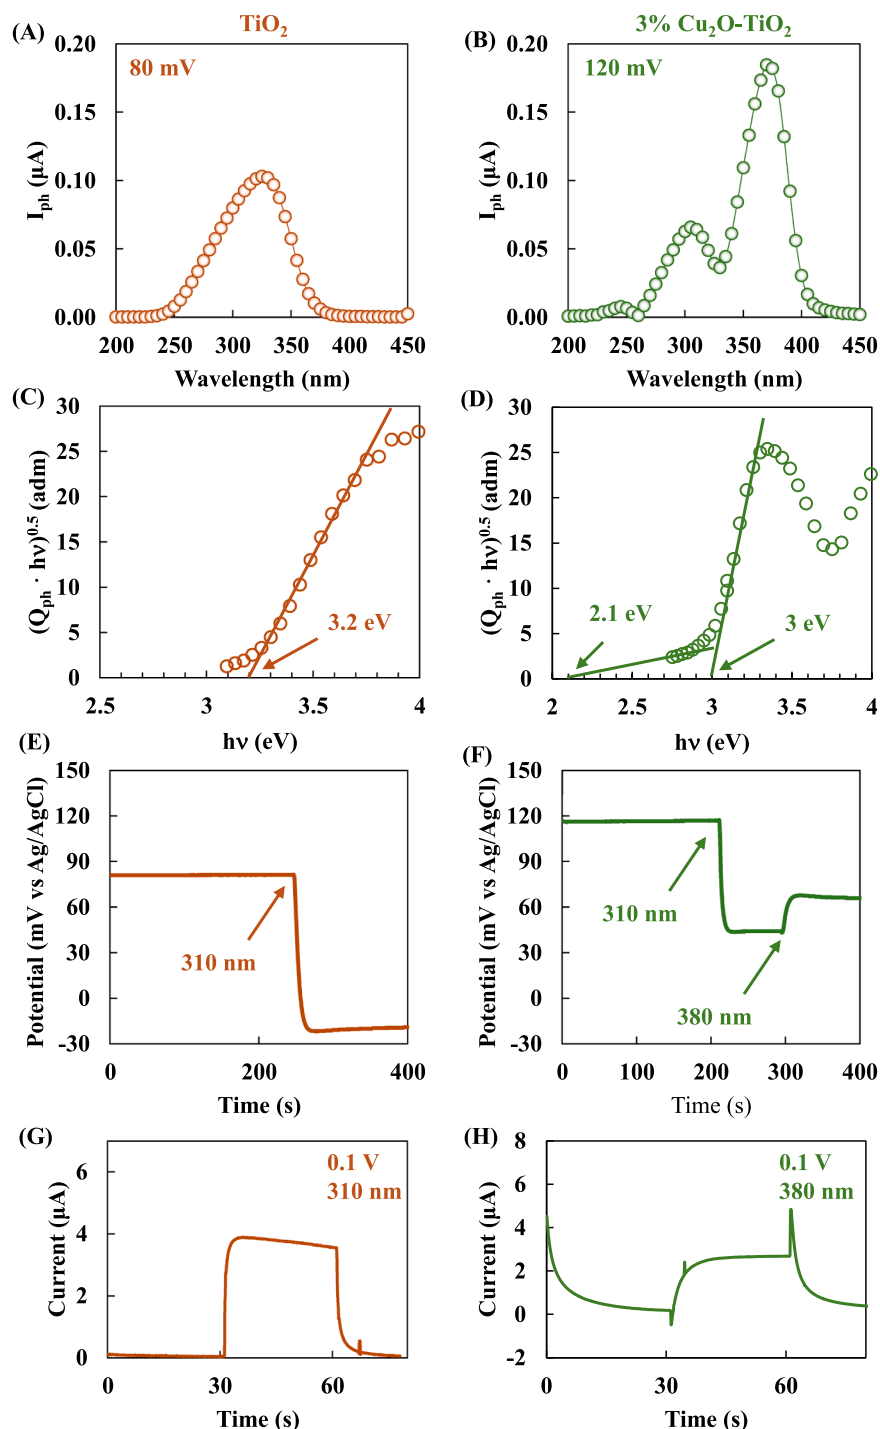 (A)
TiO2
80 mV
0.20
0.15
0.10
0.05
0.00
Iph (µA)
200 250 300 350 400 450
Wavelength (nm)
(B)
3% Cu2O-TiO2
120 mV
0.20
0.15
0.10
0.05
0.00
Iph (µA)
200 250 300 350 400 450
Wavelength (nm)
(C)
30
25
20
15
10
5
0
(Qph · hν)0.5 (adm)
3.2 eV
2.5 3 3.5 4
hν (eV)
(D)
30
25
20
15
10
5
0
(Qph · hν)0.5 (adm)
2.1 eV
3 eV
2 2.5 3 3.5 4
hν (eV)
(E)
150
120
90
60
30
0
-30
Potential (mV vs Ag/AgCl)
310 nm
0 200 400
Time (s)
(F)
150
120
90
60
30
0
-30
Potential (mV vs Ag/AgCl)
310 nm
380 nm
0 100 200 300 400
Time (s)
(G)
6
4
2
0
Current (µA)
0.1 V
310 nm
0 30 60
Time (s)
(H)
8
6
4
2
0
-2
Current (µA)
0.1 V
380 nm
0 30 60
Time (s)